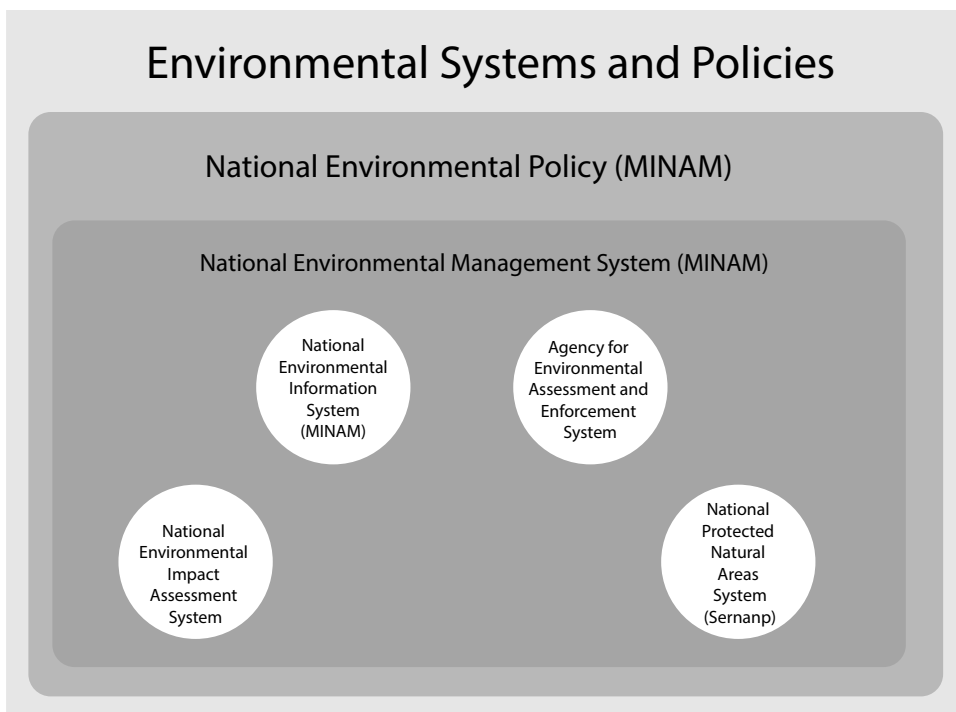 Environmental Systems and Policies
National Environmental Policy (MINAM)
National Environmental Management System (MINAM)
National
Environmental
Information
System
(MINAM)
Agency for
Environmental
Assessment and
Enforcement
System
National
Environmental
Impact
Assessment
System
National
Protected
Natural
Areas
System
(Sernanp)